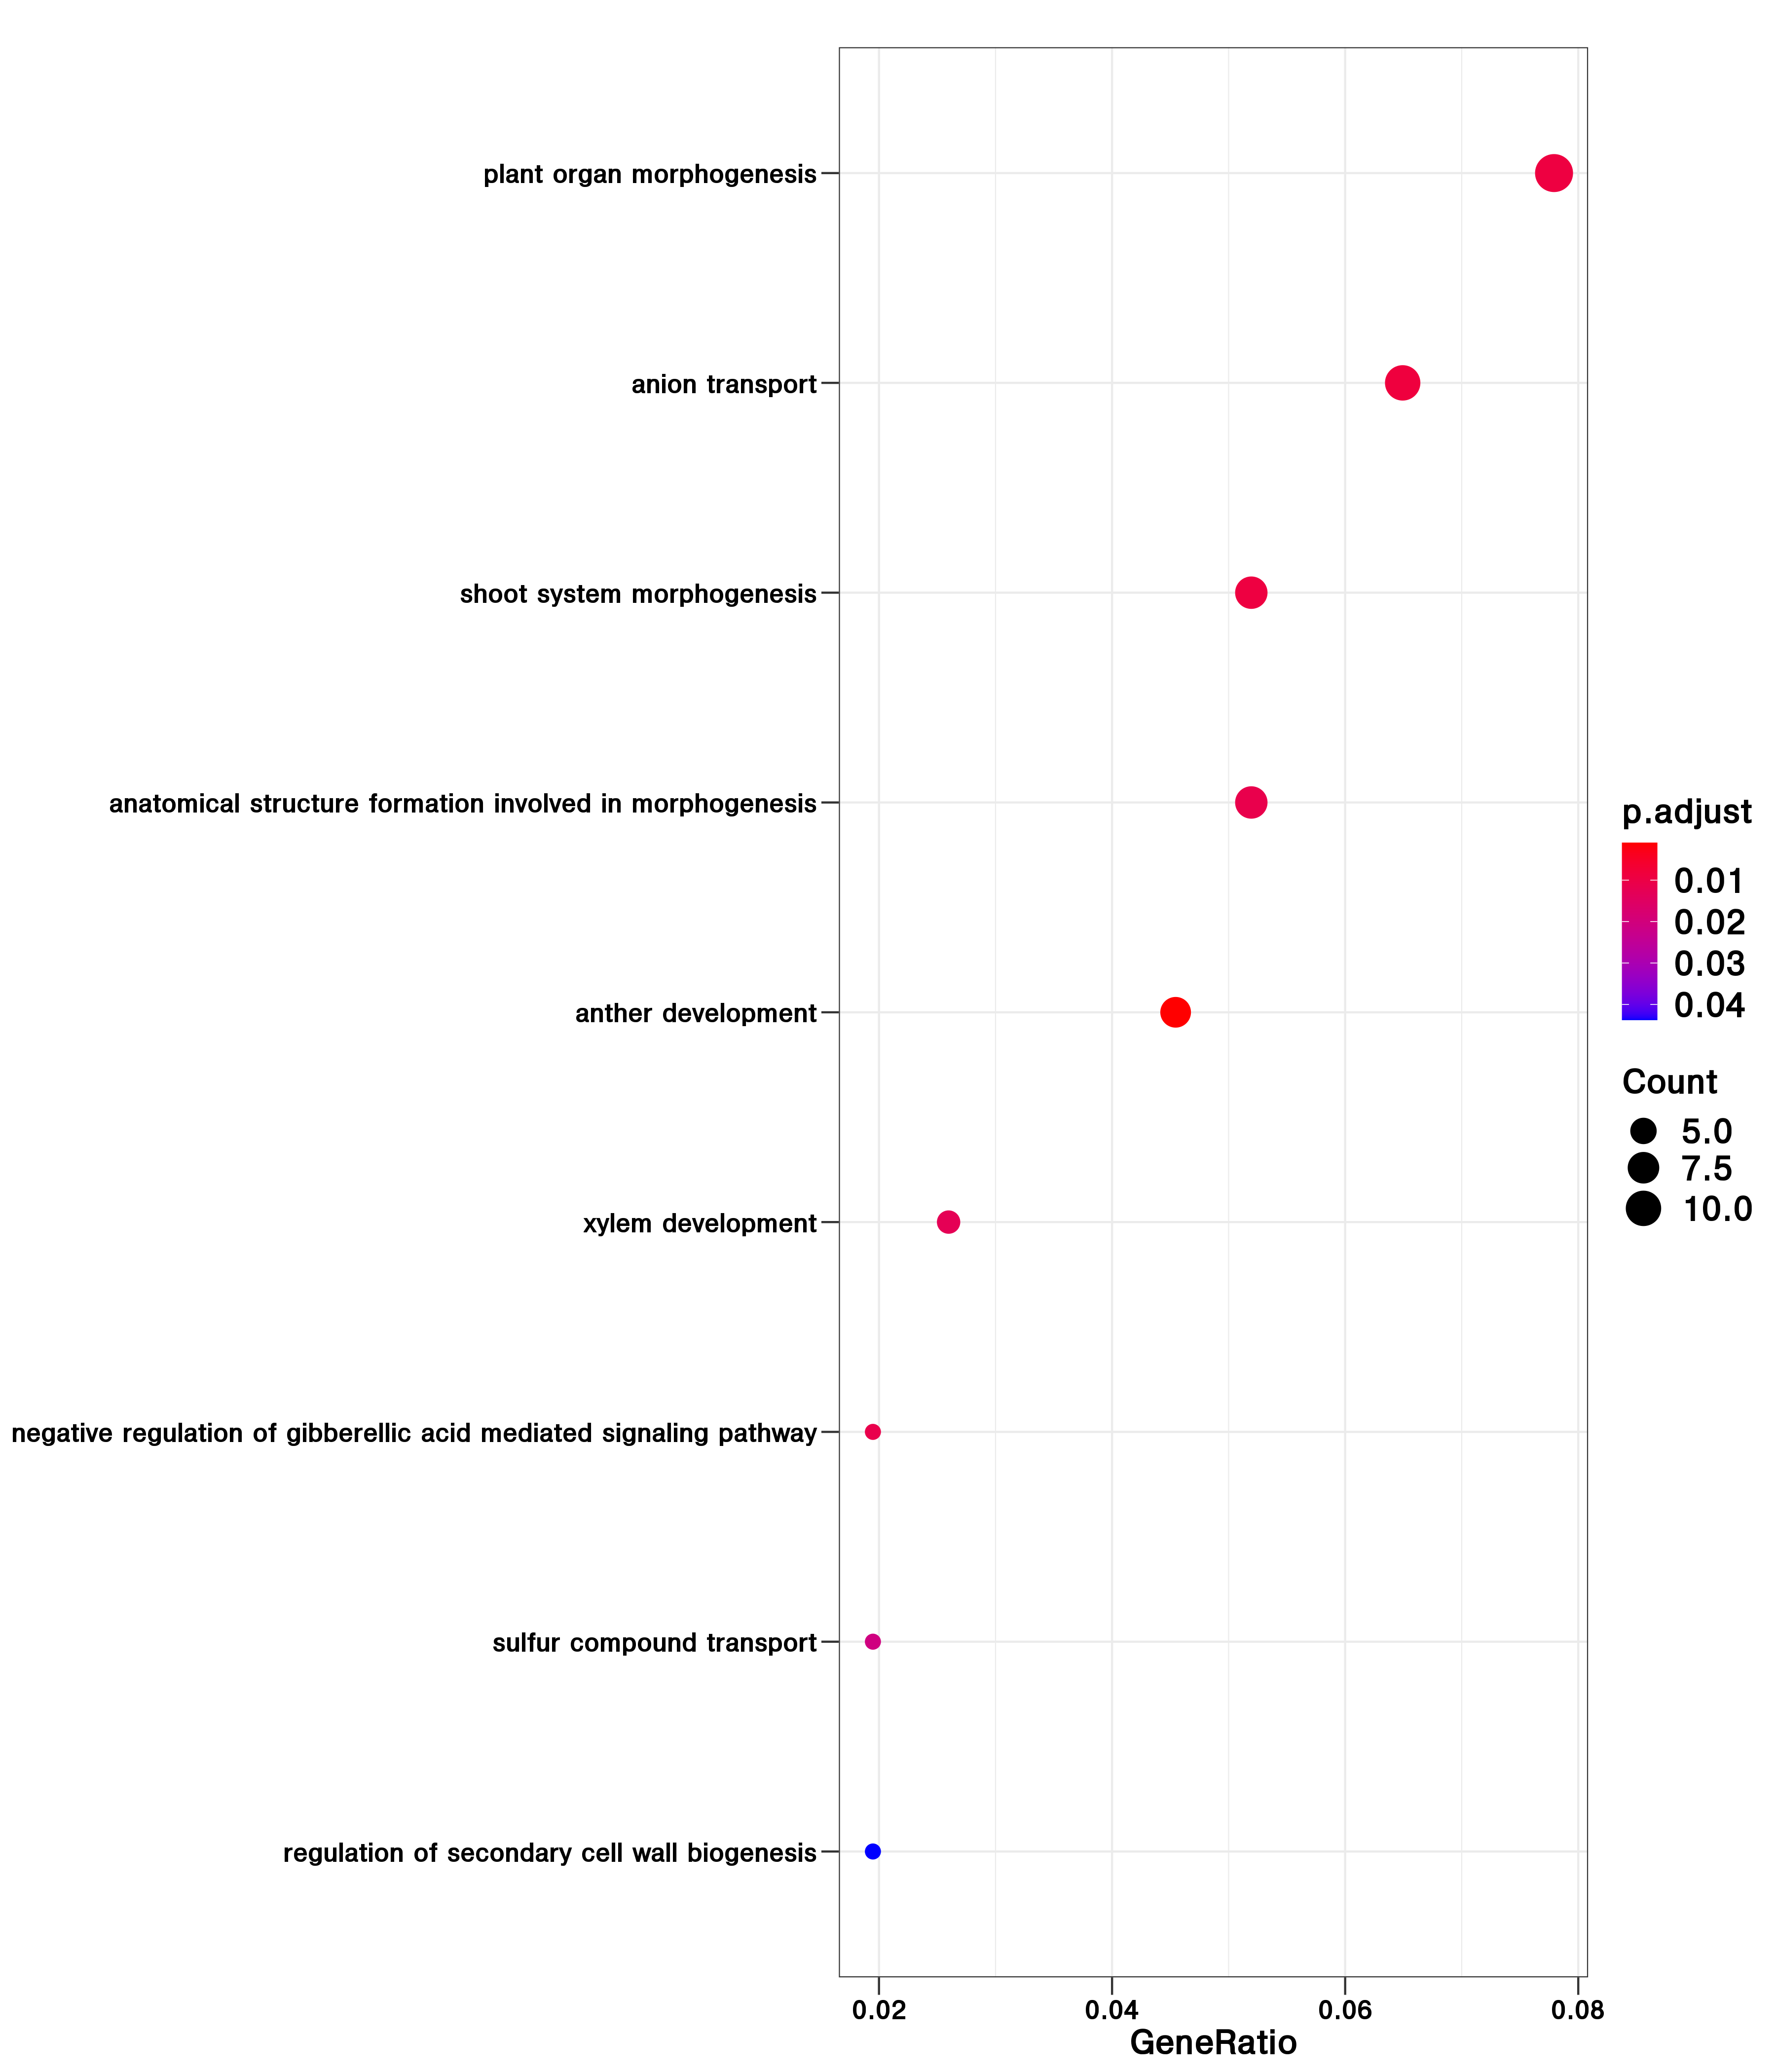 plant organ morphogenesis
anion transport
shoot system morphogenesis
anatomical structure formation involved in morphogenesis
anther development
xylem development
negative regulation of gibberellic acid mediated signaling pathway
sulfur compound transport
regulation of secondary cell wall biogenesis
0.02 0.04 0.06 0.08
GeneRatio
p.adjust
0.01
0.02
0.03
0.04
Count
5.0
7.5
10.0